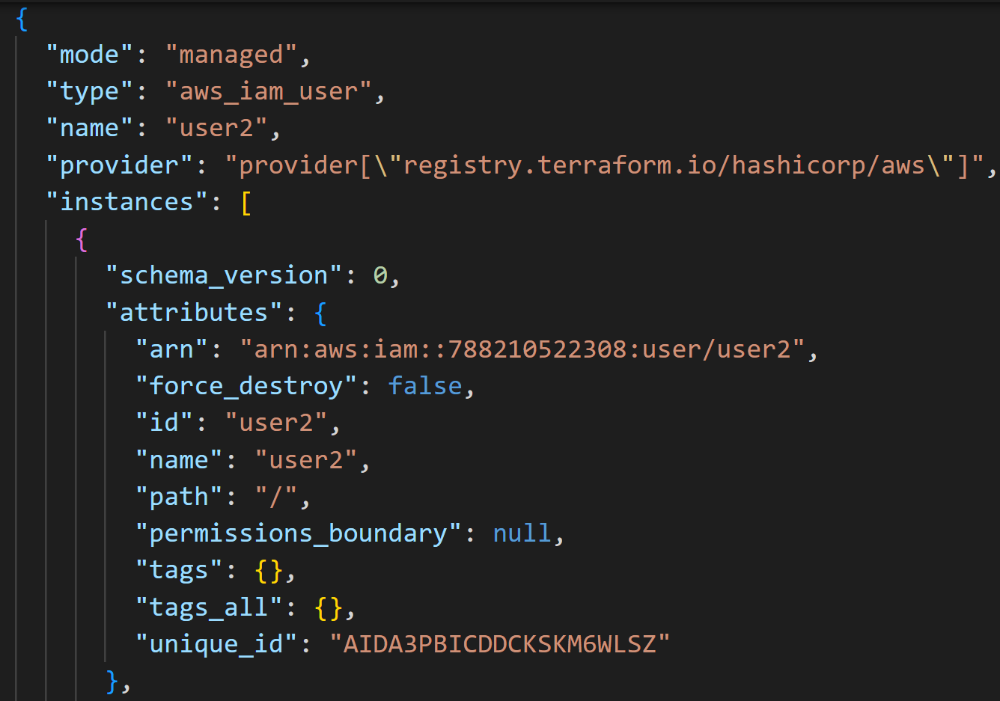 {
"mode": "managed",
"type": "aws_iam_user",
"name": "user2",
"provider": "provider[\"registry.terraform.io/hashicorp/aws\"]",
"instances": [
{
"schema_version": 0,
"attributes": {
"arn": "arn:aws:iam::788210522308:user/user2",
"force_destroy": false,
"id": "user2",
"name": "user2",
"path": "/",
"permissions_boundary": null,
"tags": {},
"tags_all": {},
"unique_id": "AIDA3PBICDDCKSKM6WLSZ"
},